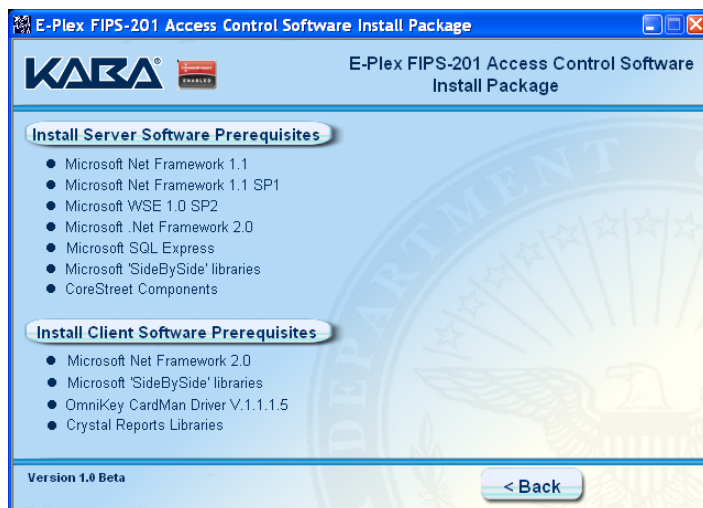 E-Plex FIPS-201 Access Control Software Install Package
KABA®
ENABLED
E-Plex FIPS-201 Access Control Software
Install Package
Install Server Software Prerequisites
Microsoft Net Framework 1.1
Microsoft Net Framework 1.1 SP1
Microsoft WSE 1.0 SP2
Microsoft .Net Framework 2.0
Microsoft SQL Express
Microsoft 'SideBySide' libraries
CoreStreet Components
Install Client Software Prerequisites
Microsoft Net Framework 2.0
Microsoft 'SideBySide' libraries
OmniKey CardMan Driver V.1.1.1.5
Crystal Reports Libraries
DEPARTMENT
Version 1.0 Beta
< Back